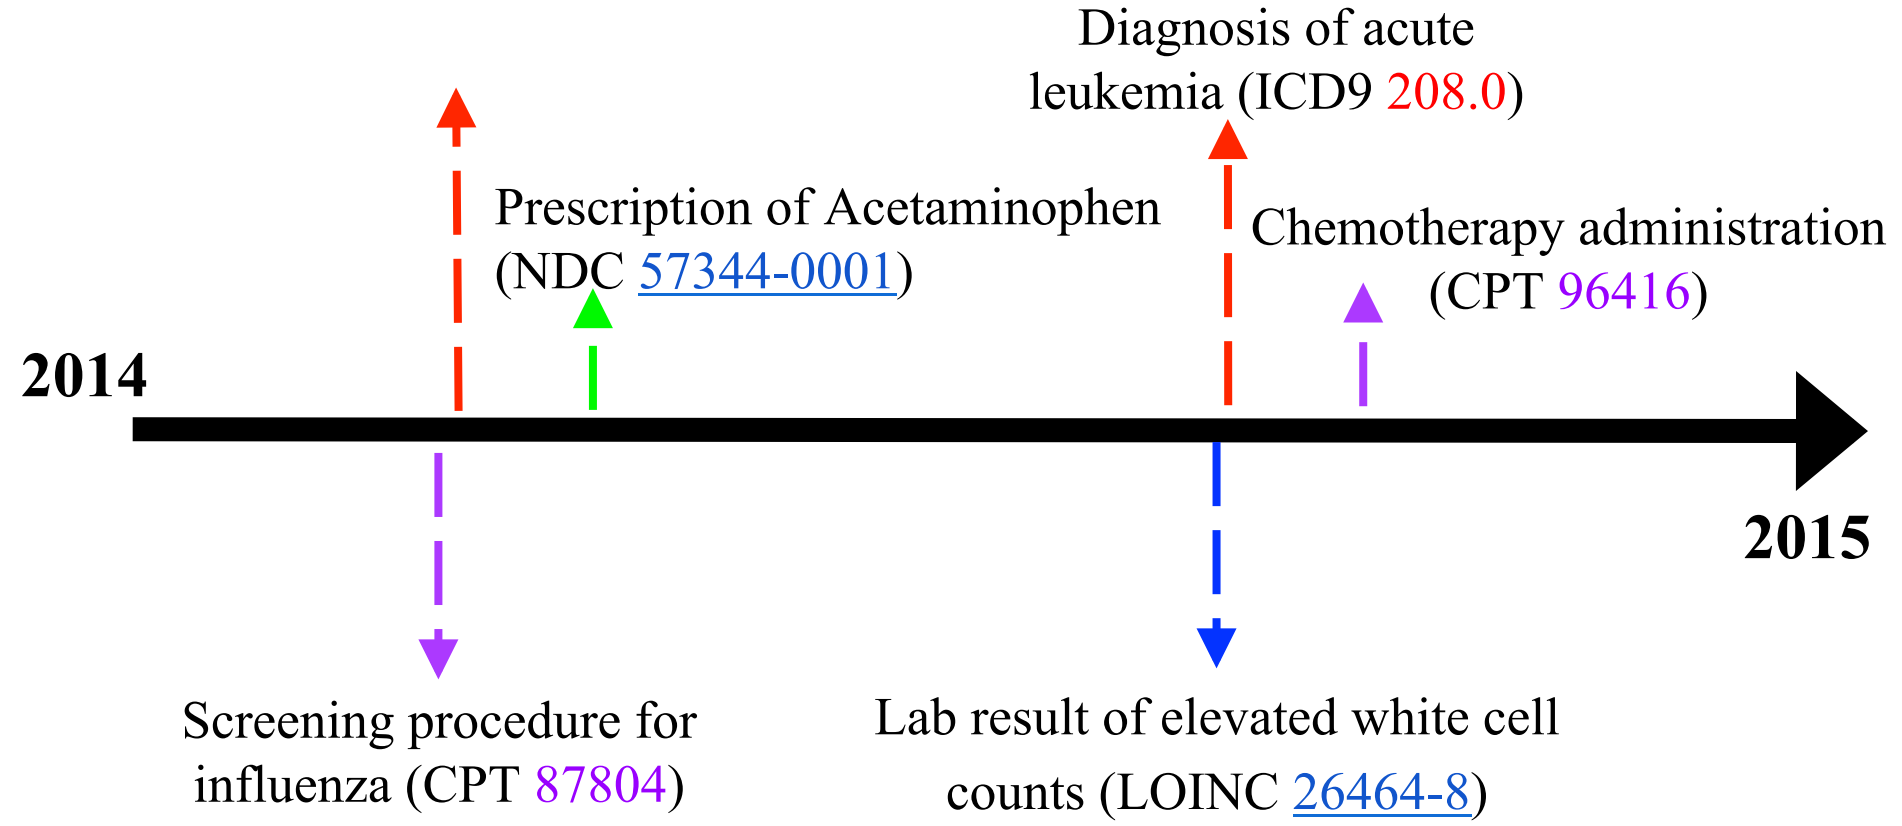 Diagnosis of acute
leukemia (ICD9 208.0)
Prescription of Acetaminophen
(NDC 57344-0001)
Chemotherapy administration
(CPT 96416)
2014
2015
Screening procedure for
influenza (CPT 87804)
Lab result of elevated white cell
counts (LOINC 26464-8)